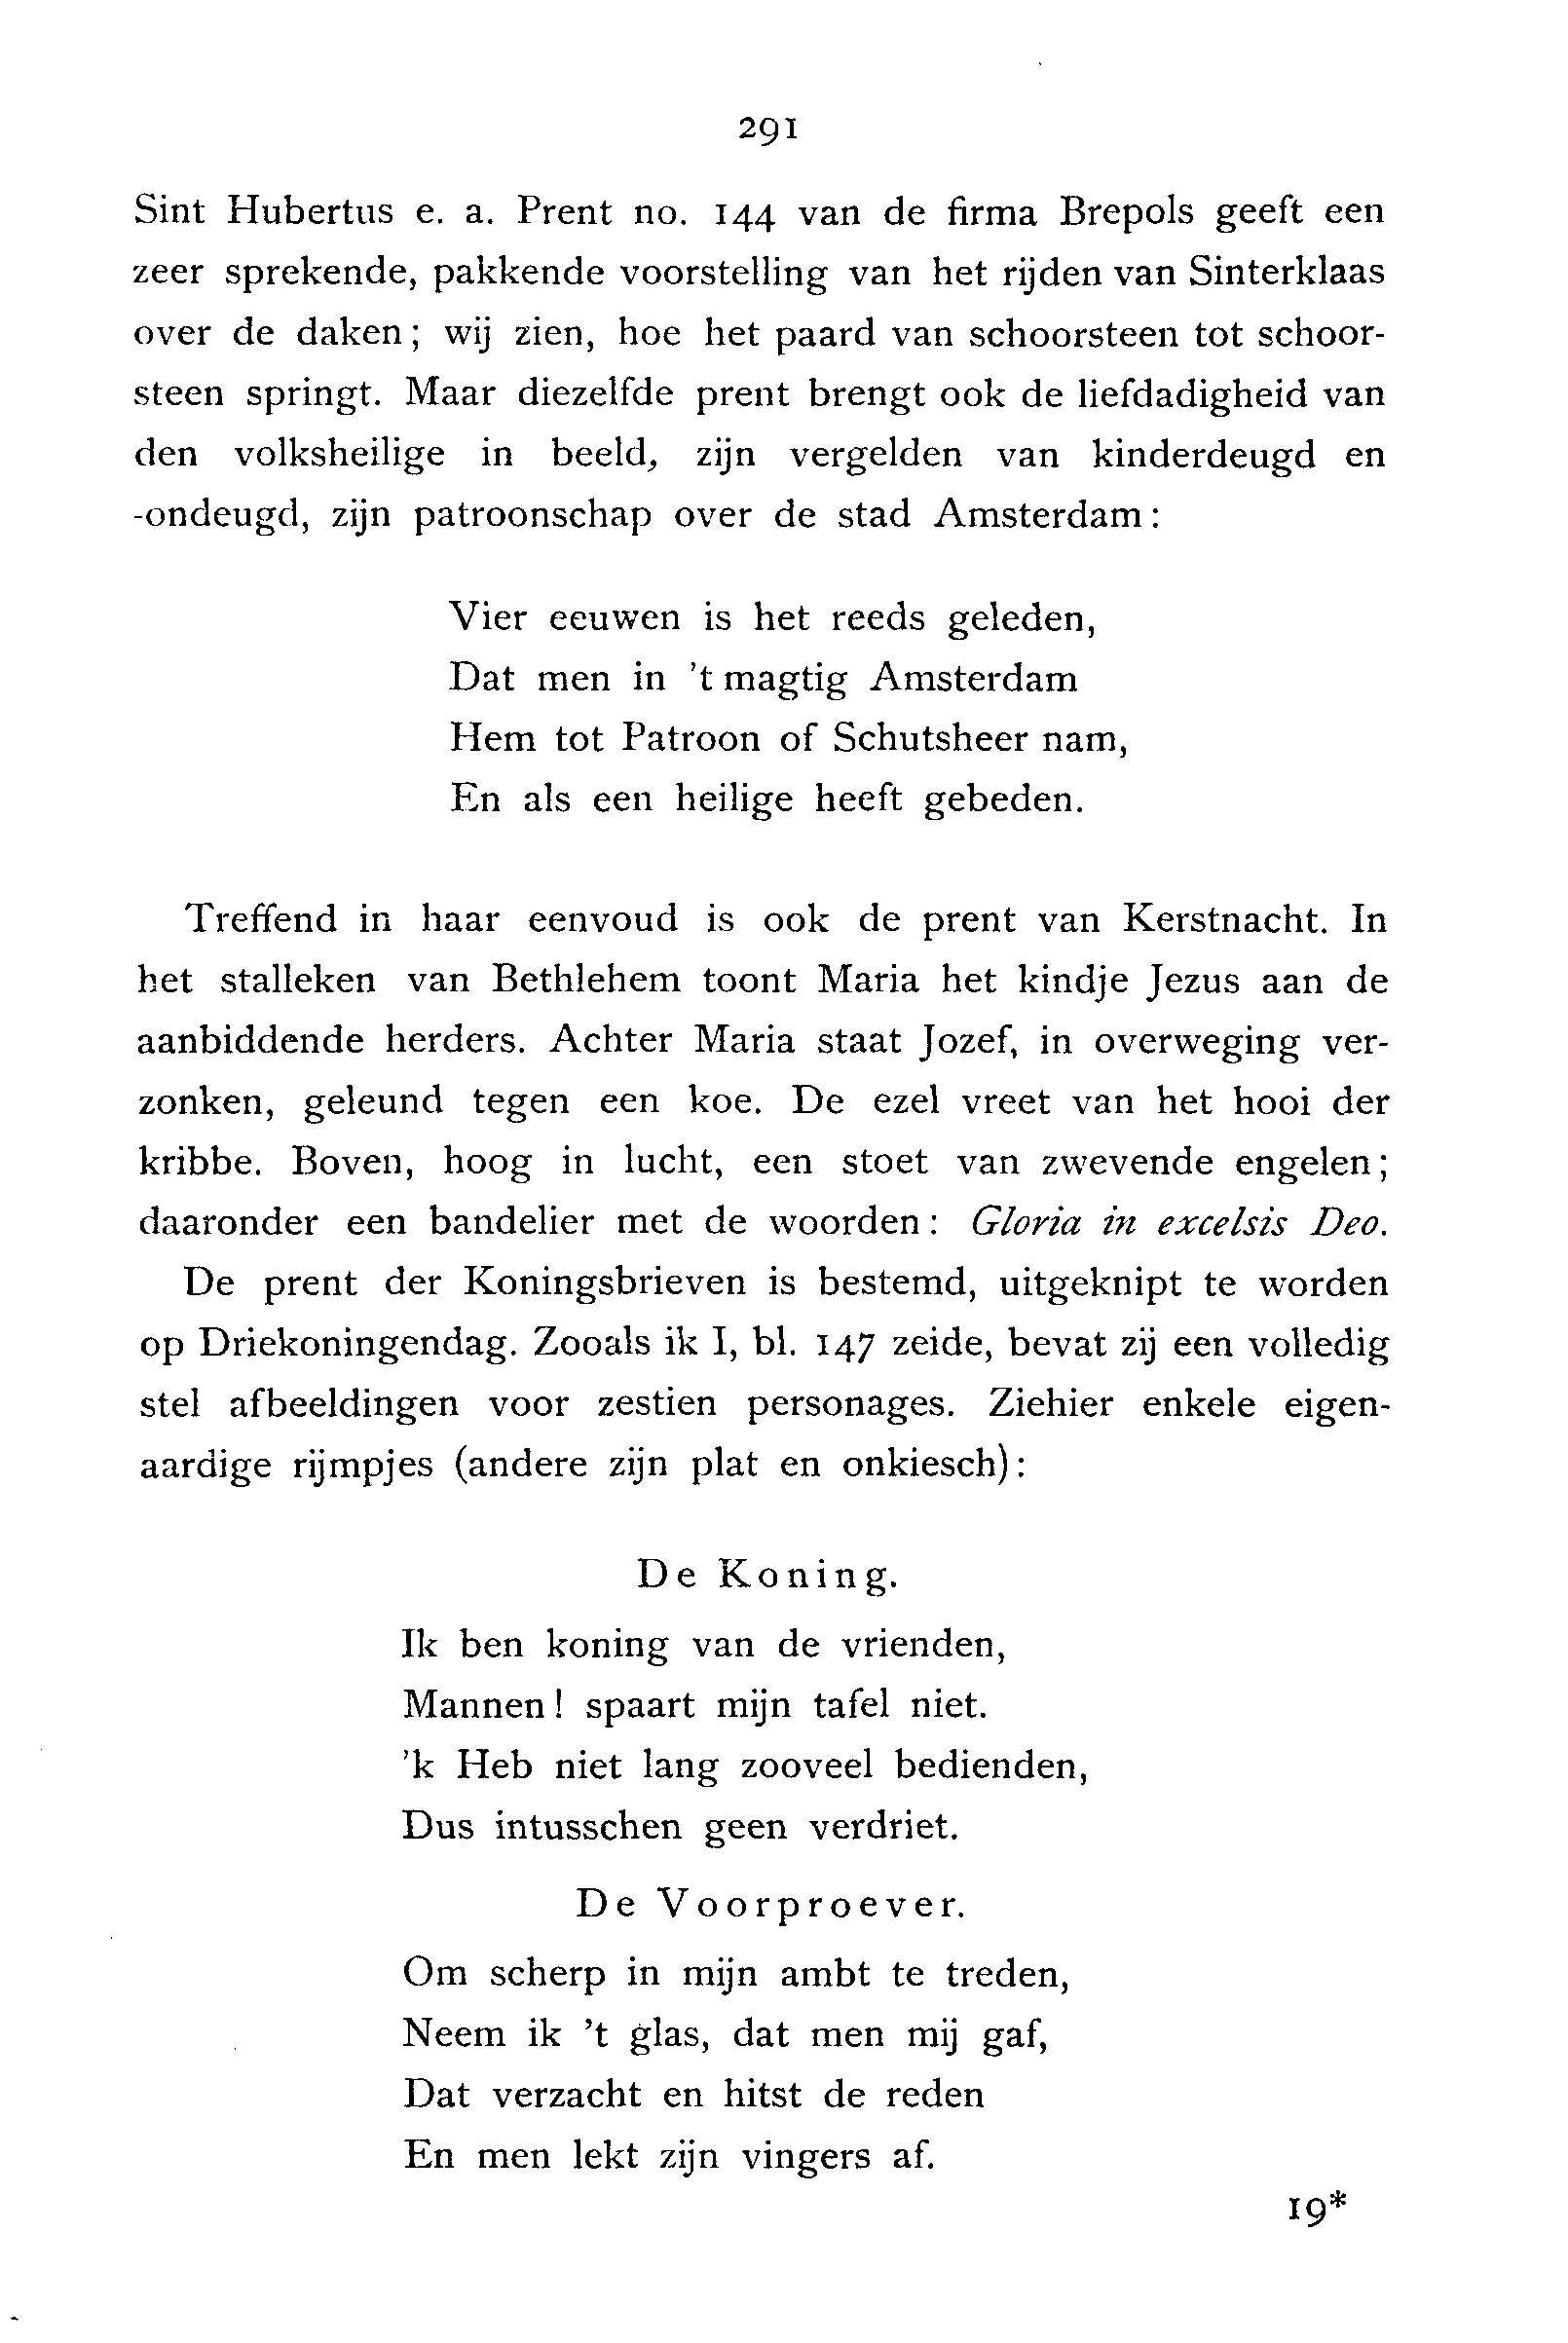 291
Sint Hubertus e. a. Prent no. 144 van de firma Brepols geeft een
zeer sprekende, pakkende voorstelling van het rijden van Sinterklaas
over de daken; wij zien, hoe het paard van schoorsteen tot schoor-
steen springt. Maar diezelfde prent brengt ook de liefdadigheid van
den volksheilige in beeld, zijn vergelden van kinderdeugd en
-ondeugd, zijn patroonschap over de stad Amsterdam:
Vier eeuwen is het reeds geleden,
Dat men in 't magtig Amsterdam
Hem tot Patroon of Schutsheer nam,
En als een heilige heeft gebeden.
Treffend in haar eenvoud is ook de prent van Kerstnacht. In
het stalleken van Bethlehem toont Maria het kindje Jezus aan de
aanbiddende herders. Achter Maria staat Jozef, in overweging ver-
zonken, geleund tegen een koe. De ezel vreet van het hooi der
kribbe. Boven, hoog in lucht, een stoet van zwevende engelen;
daaronder een bandelier met de woorden: Gloria in excelsis Deo.
De prent der Koningsbrieven is bestemd, uitgeknipt te worden
op Driekoningendag. Zooals ik I, bl. 147 zeide, bevat zij een volledig
stel afbeeldingen voor zestien personages. Ziehier enkele eigen-
aardige rijmpjes (andere zijn plat en onkiesch):
De Koning.
Ik ben koning van de vrienden,
Mannen! spaart mijn tafel niet.
'k Heb niet lang zooveel bedienden,
Dus intusschen geen verdriet.
De Voorproever.
Om scherp in mijn ambt te treden,
Neem ik 't glas, dat men mij gaf,
Dat verzacht en hitst de reden
En men lekt zijn vingers af.
19*